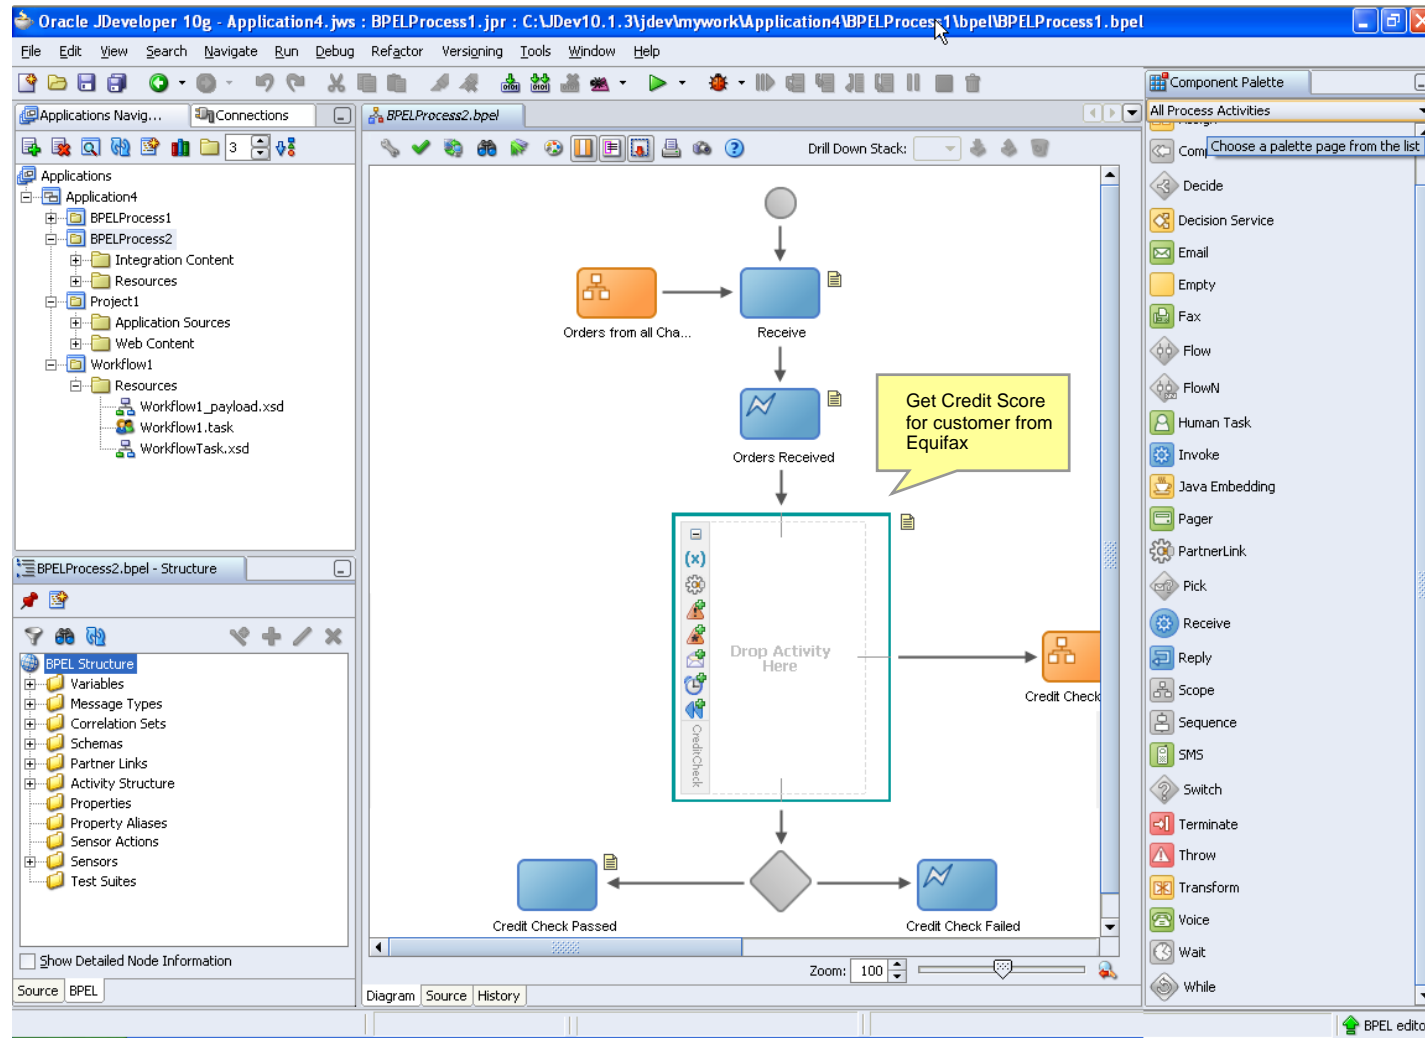 Oracle JDeveloper 10g - Application4.jws : BPELProcess1.jpr : C:\JDev10.1.3\jdev\mywork\Application4\BPELProcess1\bpel\BPELProcess1.bpel
File Edit View Search Navigate Run Debug Refactor Versioning Tools Window Help
Applications Navig... Connections
3
Applications
Application4
BPELProcess1
BPELProcess2
Integration Content
Resources
Project1
Application Sources
Web Content
Workflow1
Resources
Workflow1_payload.xsd
Workflow1.task
WorkflowTask.xsd
BPELProcess2.bpel - Structure
BPEL Structure
Variables
Message Types
Correlation Sets
Schemas
Partner Links
Activity Structure
Properties
Property Aliases
Sensor Actions
Sensors
Test Suites
Show Detailed Node Information
Source BPEL
BPELProcess2.bpel
Drill Down Stack:
Orders from all Cha...
Receive
Orders Received
Get Credit Score
for customer from
Equifax
(x)
Drop Activity
Here
CreditCheck
Credit Check
Credit Check Passed
Credit Check Failed
Zoom: 100
Diagram Source History
Component Palette
All Process Activities
Assign
Choose a palette page from the list
Decide
Decision Service
Email
Empty
Fax
Flow
FlowN
Human Task
Invoke
Java Embedding
Pager
PartnerLink
Pick
Receive
Reply
Scope
Sequence
SMS
Switch
Terminate
Throw
Transform
Voice
Wait
While
BPEL edito